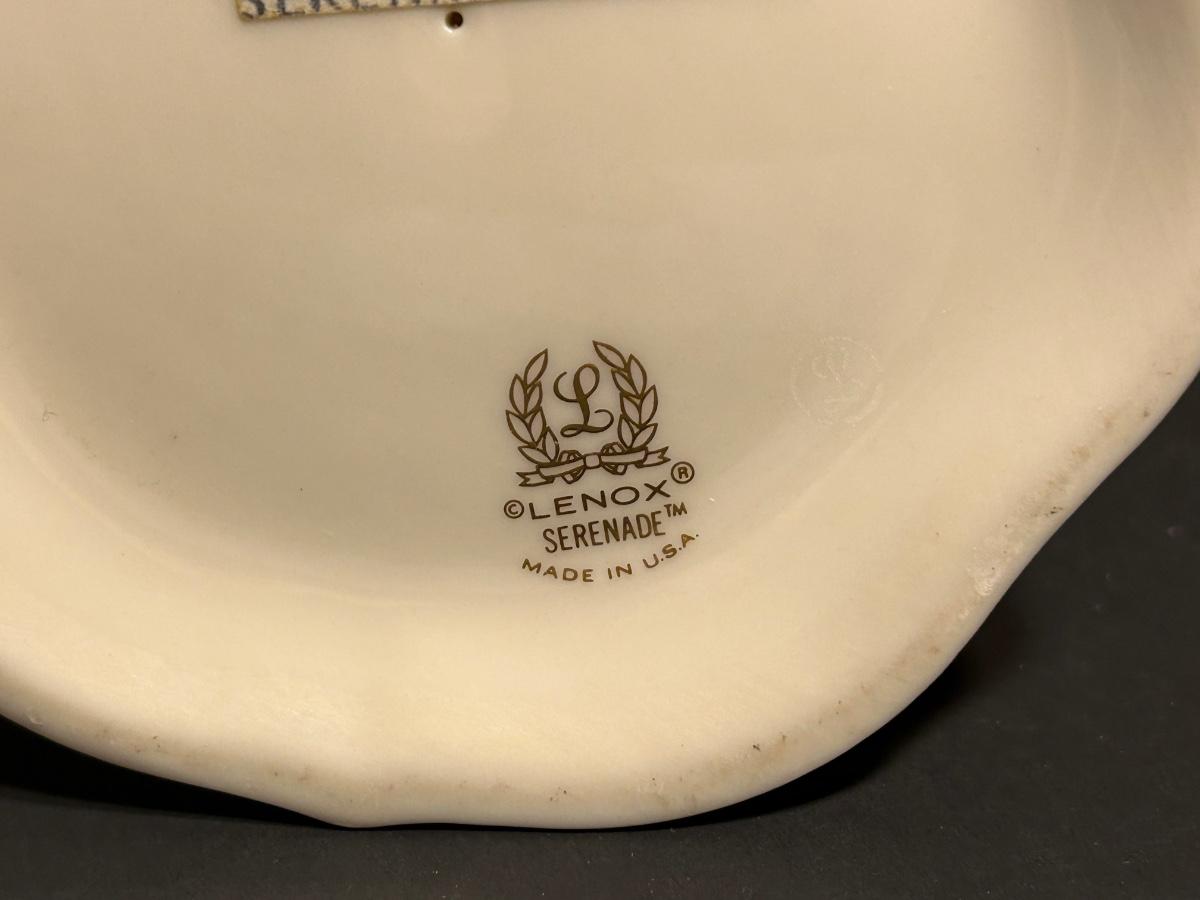 L
© LENOX ®
SERENADE™
MADE IN U.S.A.